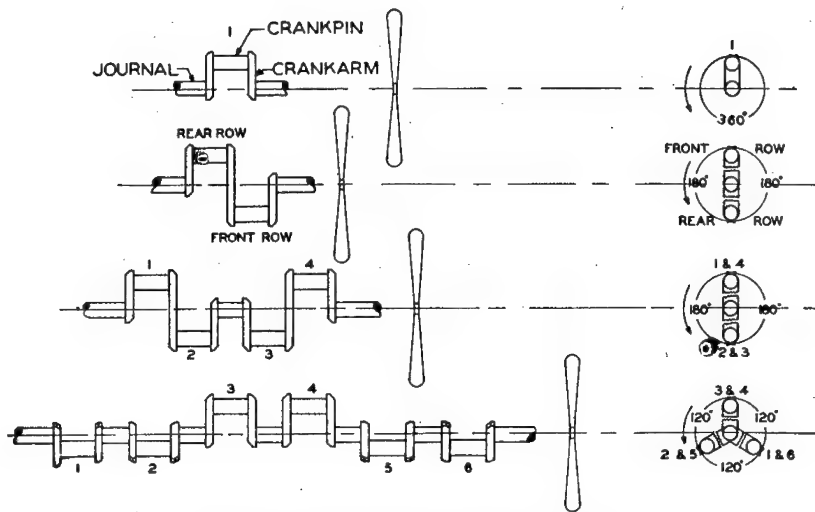 1
CRANKPIN
JOURNAL
CRANKARM
1
360°
REAR ROW
FRONT ROW
FRONT ROW
180° 180°
REAR ROW
1 4
2 3
1 & 4
180° 180°
2 & 3
3 4
1 2 5 6
3 & 4
120° 120°
2 & 5 1 & 6
120°